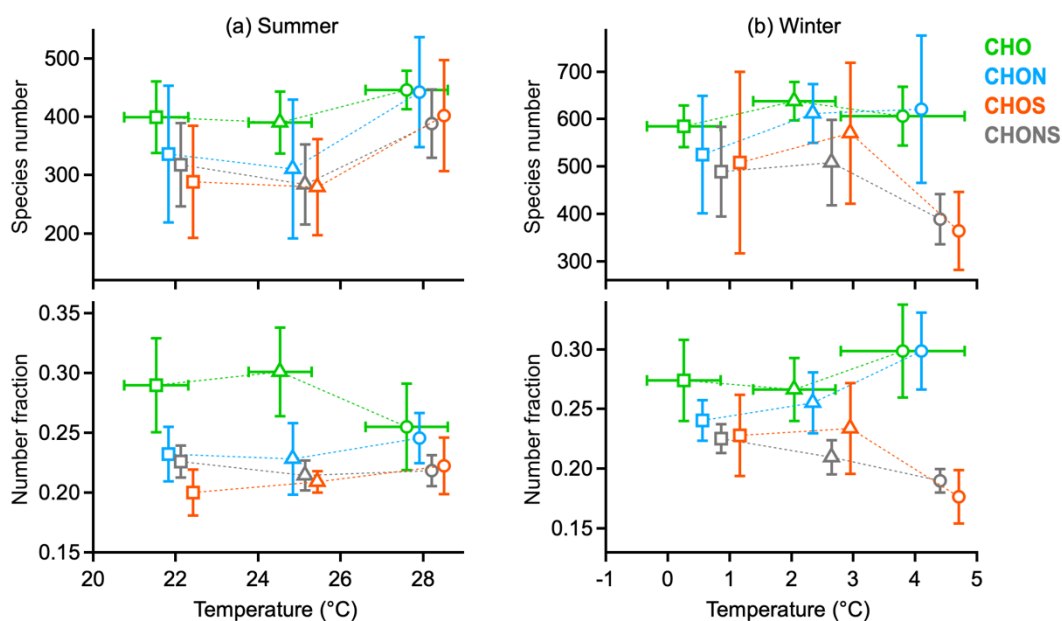 (a) Summer
(b) Winter
CHO
CHON
CHOS
CHONS
Species number
500
400
300
200
Species number
700
600
500
400
300
Number fraction
0.35
0.30
0.25
0.20
0.15
20 22 24 26 28
Temperature (°C)
Number fraction
0.30
0.25
0.20
0.15
-1 0 1 2 3 4 5
Temperature (°C)